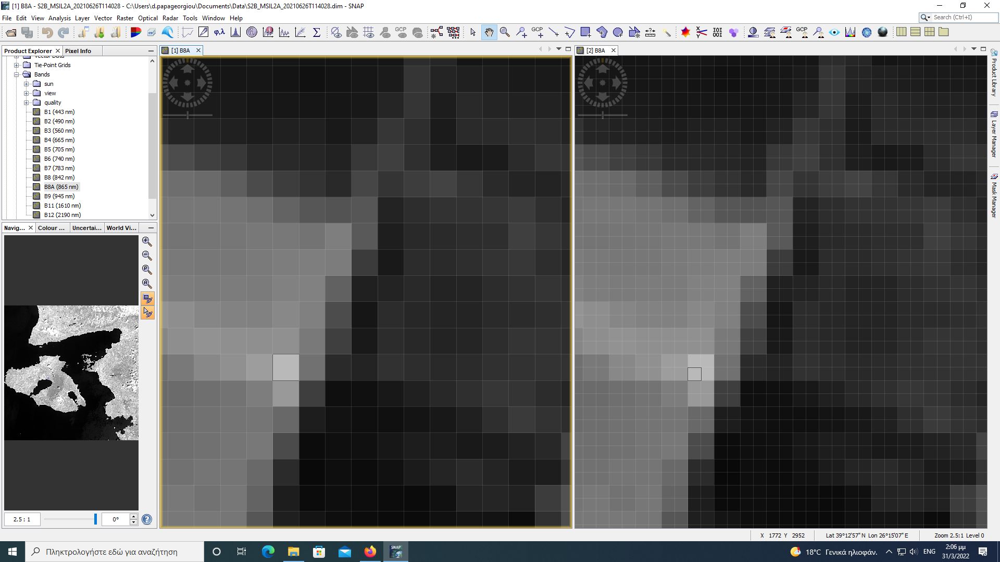 [1] B8A - S2B_MSIL2A_20210626T114028 - C:\Users\d.papageorgiou\Documents\Data\S2B_MSIL2A_20210626T114028.dim - SNAP
File Edit View Analysis Layer Vector Raster Optical Radar Tools Window Help
Search (Ctrl+I)
φ,λ Σ GCP GCP GCP
Product Explorer Pixel Info
[1] B8A
[2] B8A
Vector Data
Tie-Point Grids
Bands
sun
view
quality
B1 (443 nm)
B2 (490 nm)
B3 (560 nm)
B4 (665 nm)
B5 (705 nm)
B6 (740 nm)
B7 (783 nm)
B8 (842 nm)
B8A (865 nm)
B9 (945 nm)
B11 (1610 nm)
B12 (2190 nm)
Product Library
Layer Manager
Mask Manager
Navig... Colour ... Uncertai... World Vi...
2.5 : 1
0°
X 1772 Y 2952 Lat 39°12'57" N Lon 26°15'07" E Zoom 2.5:1 Level 0
Πληκτρολογήστε εδώ για αναζήτηση
SNAP
18°C Γενικά ηλιοφάν.
ENG
2:06 μμ
31/3/2022